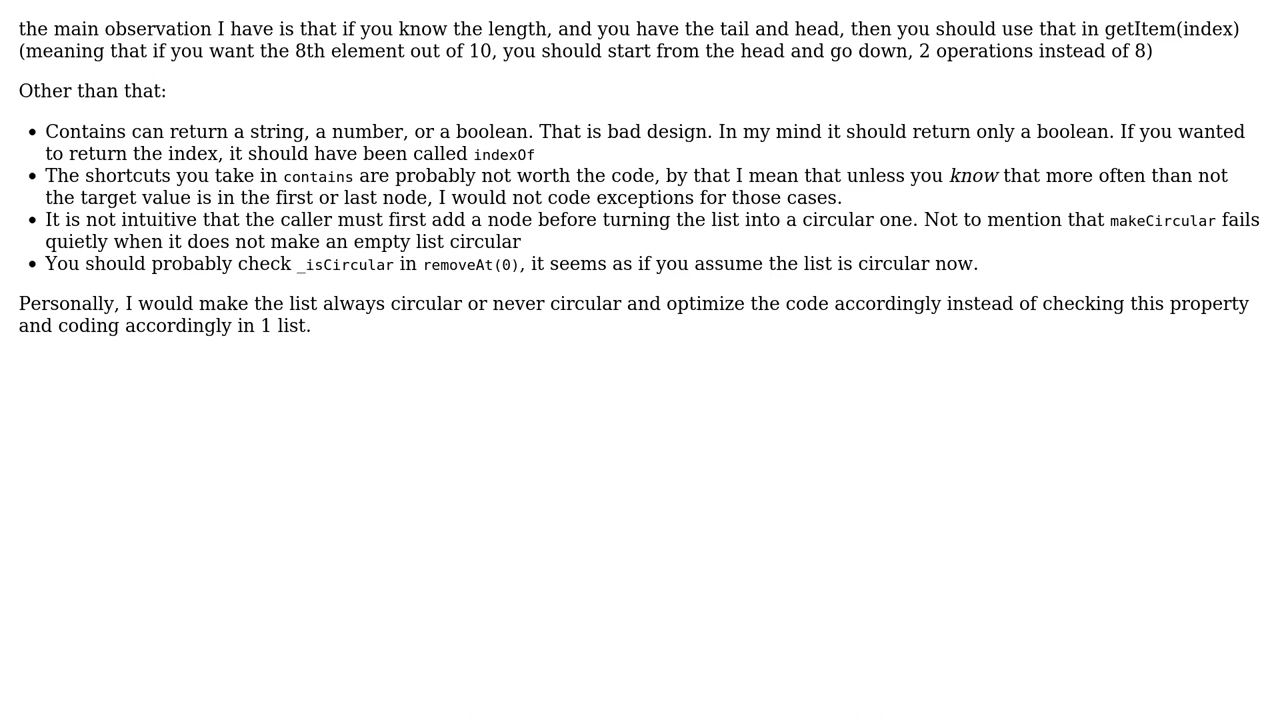 the main observation I have is that if you know the length, and you have the tail and head, then you should use that in getItem(index)
(meaning that if you want the 8th element out of 10, you should start from the head and go down, 2 operations instead of 8)
Other than that:
• Contains can return a string, a number, or a boolean. That is bad design. In my mind it should return only a boolean. If you wanted
to return the index, it should have been called indexOf
• The shortcuts you take in contains are probably not worth the code, by that I mean that unless you know that more often than not
the target value is in the first or last node, I would not code exceptions for those cases.
• It is not intuitive that the caller must first add a node before turning the list into a circular one. Not to mention that makeCircular fails
quietly when it does not make an empty list circular
• You should probably check _isCircular in removeAt(0), it seems as if you assume the list is circular now.
Personally, I would make the list always circular or never circular and optimize the code accordingly instead of checking this property
and coding accordingly in 1 list.